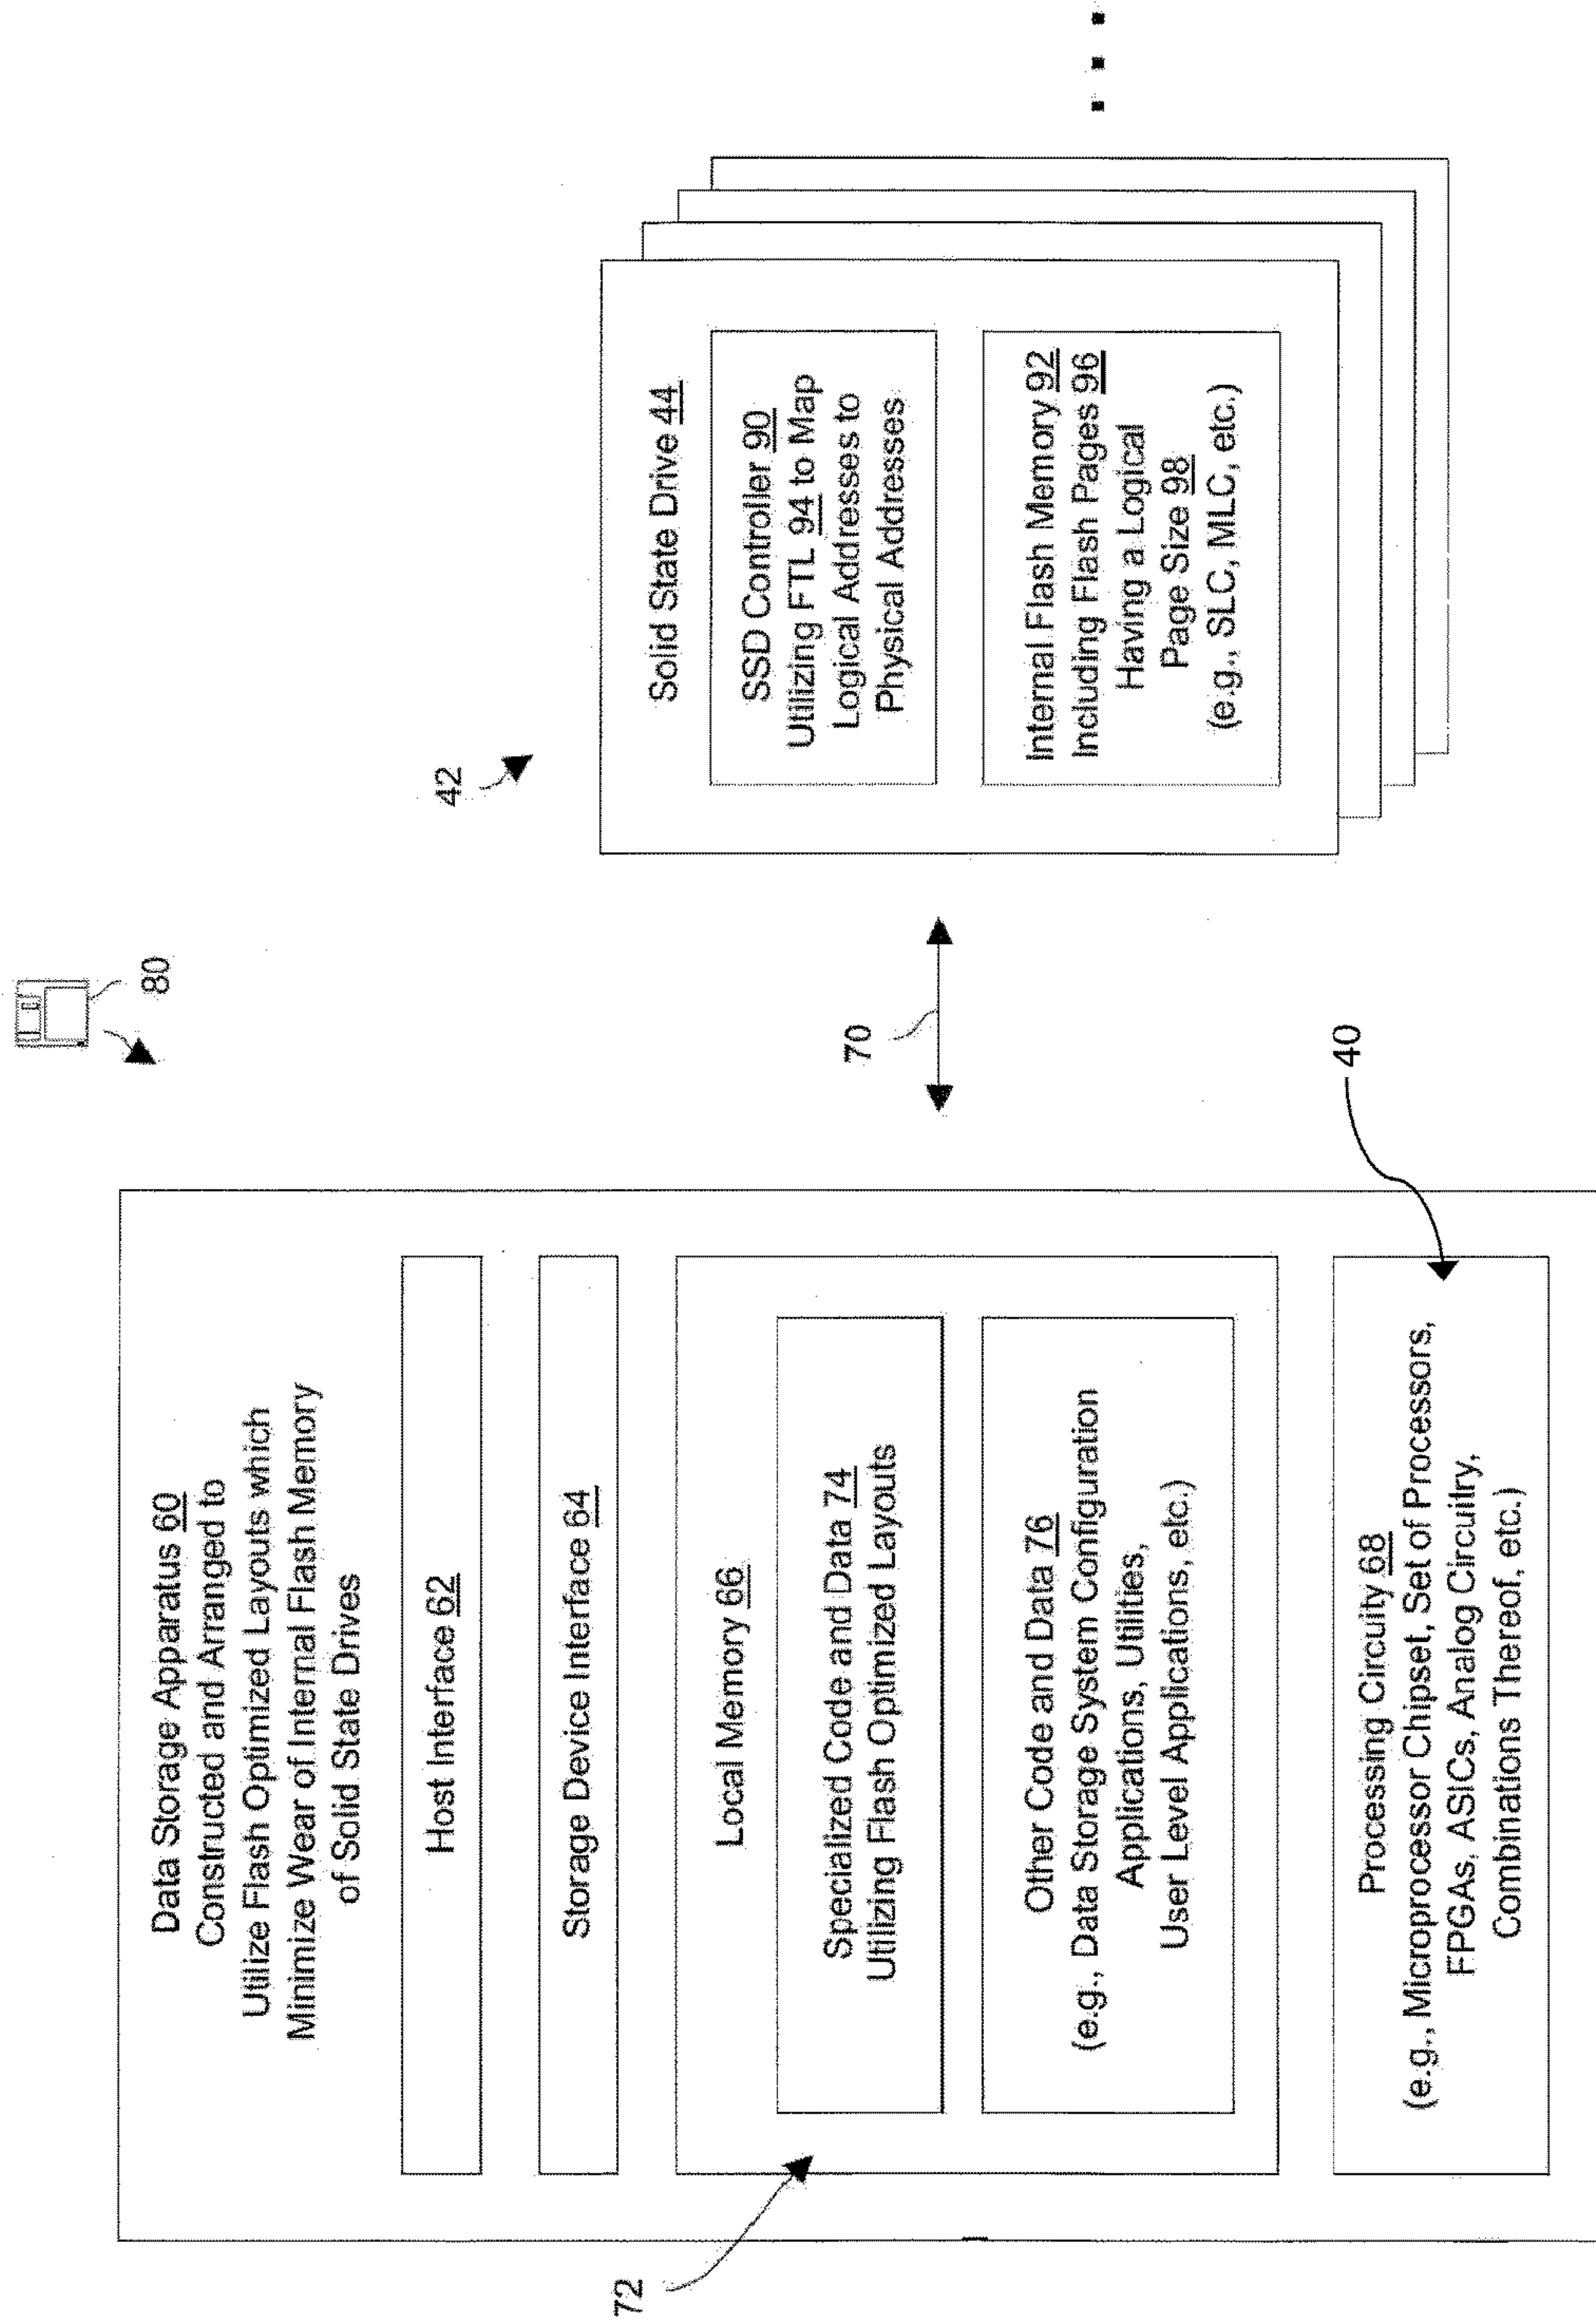 80
Data Storage Apparatus 60
Constructed and Arranged to
Utilize Flash Optimized Layouts which
Minimize Wear of Internal Flash Memory
of Solid State Drives
Host Interface 62
Storage Device Interface 64
Local Memory 66
Specialized Code and Data 74
Utilizing Flash Optimized Layouts
Other Code and Data 76
(e.g., Data Storage System Configuration
Applications, Utilities,
User Level Applications, etc.)
Processing Circuity 68
(e.g., Microprocessor Chipset, Set of Processors,
FPGAs, ASICs, Analog Circuitry,
Combinations Thereof, etc.)
72
40
70
42
Solid State Drive 44
SSD Controller 90
Utilizing FTL 94 to Map
Logical Addresses to
Physical Addresses
Internal Flash Memory 92
Including Flash Pages 96
Having a Logical
Page Size 98
(e.g., SLC, MLC, etc.)